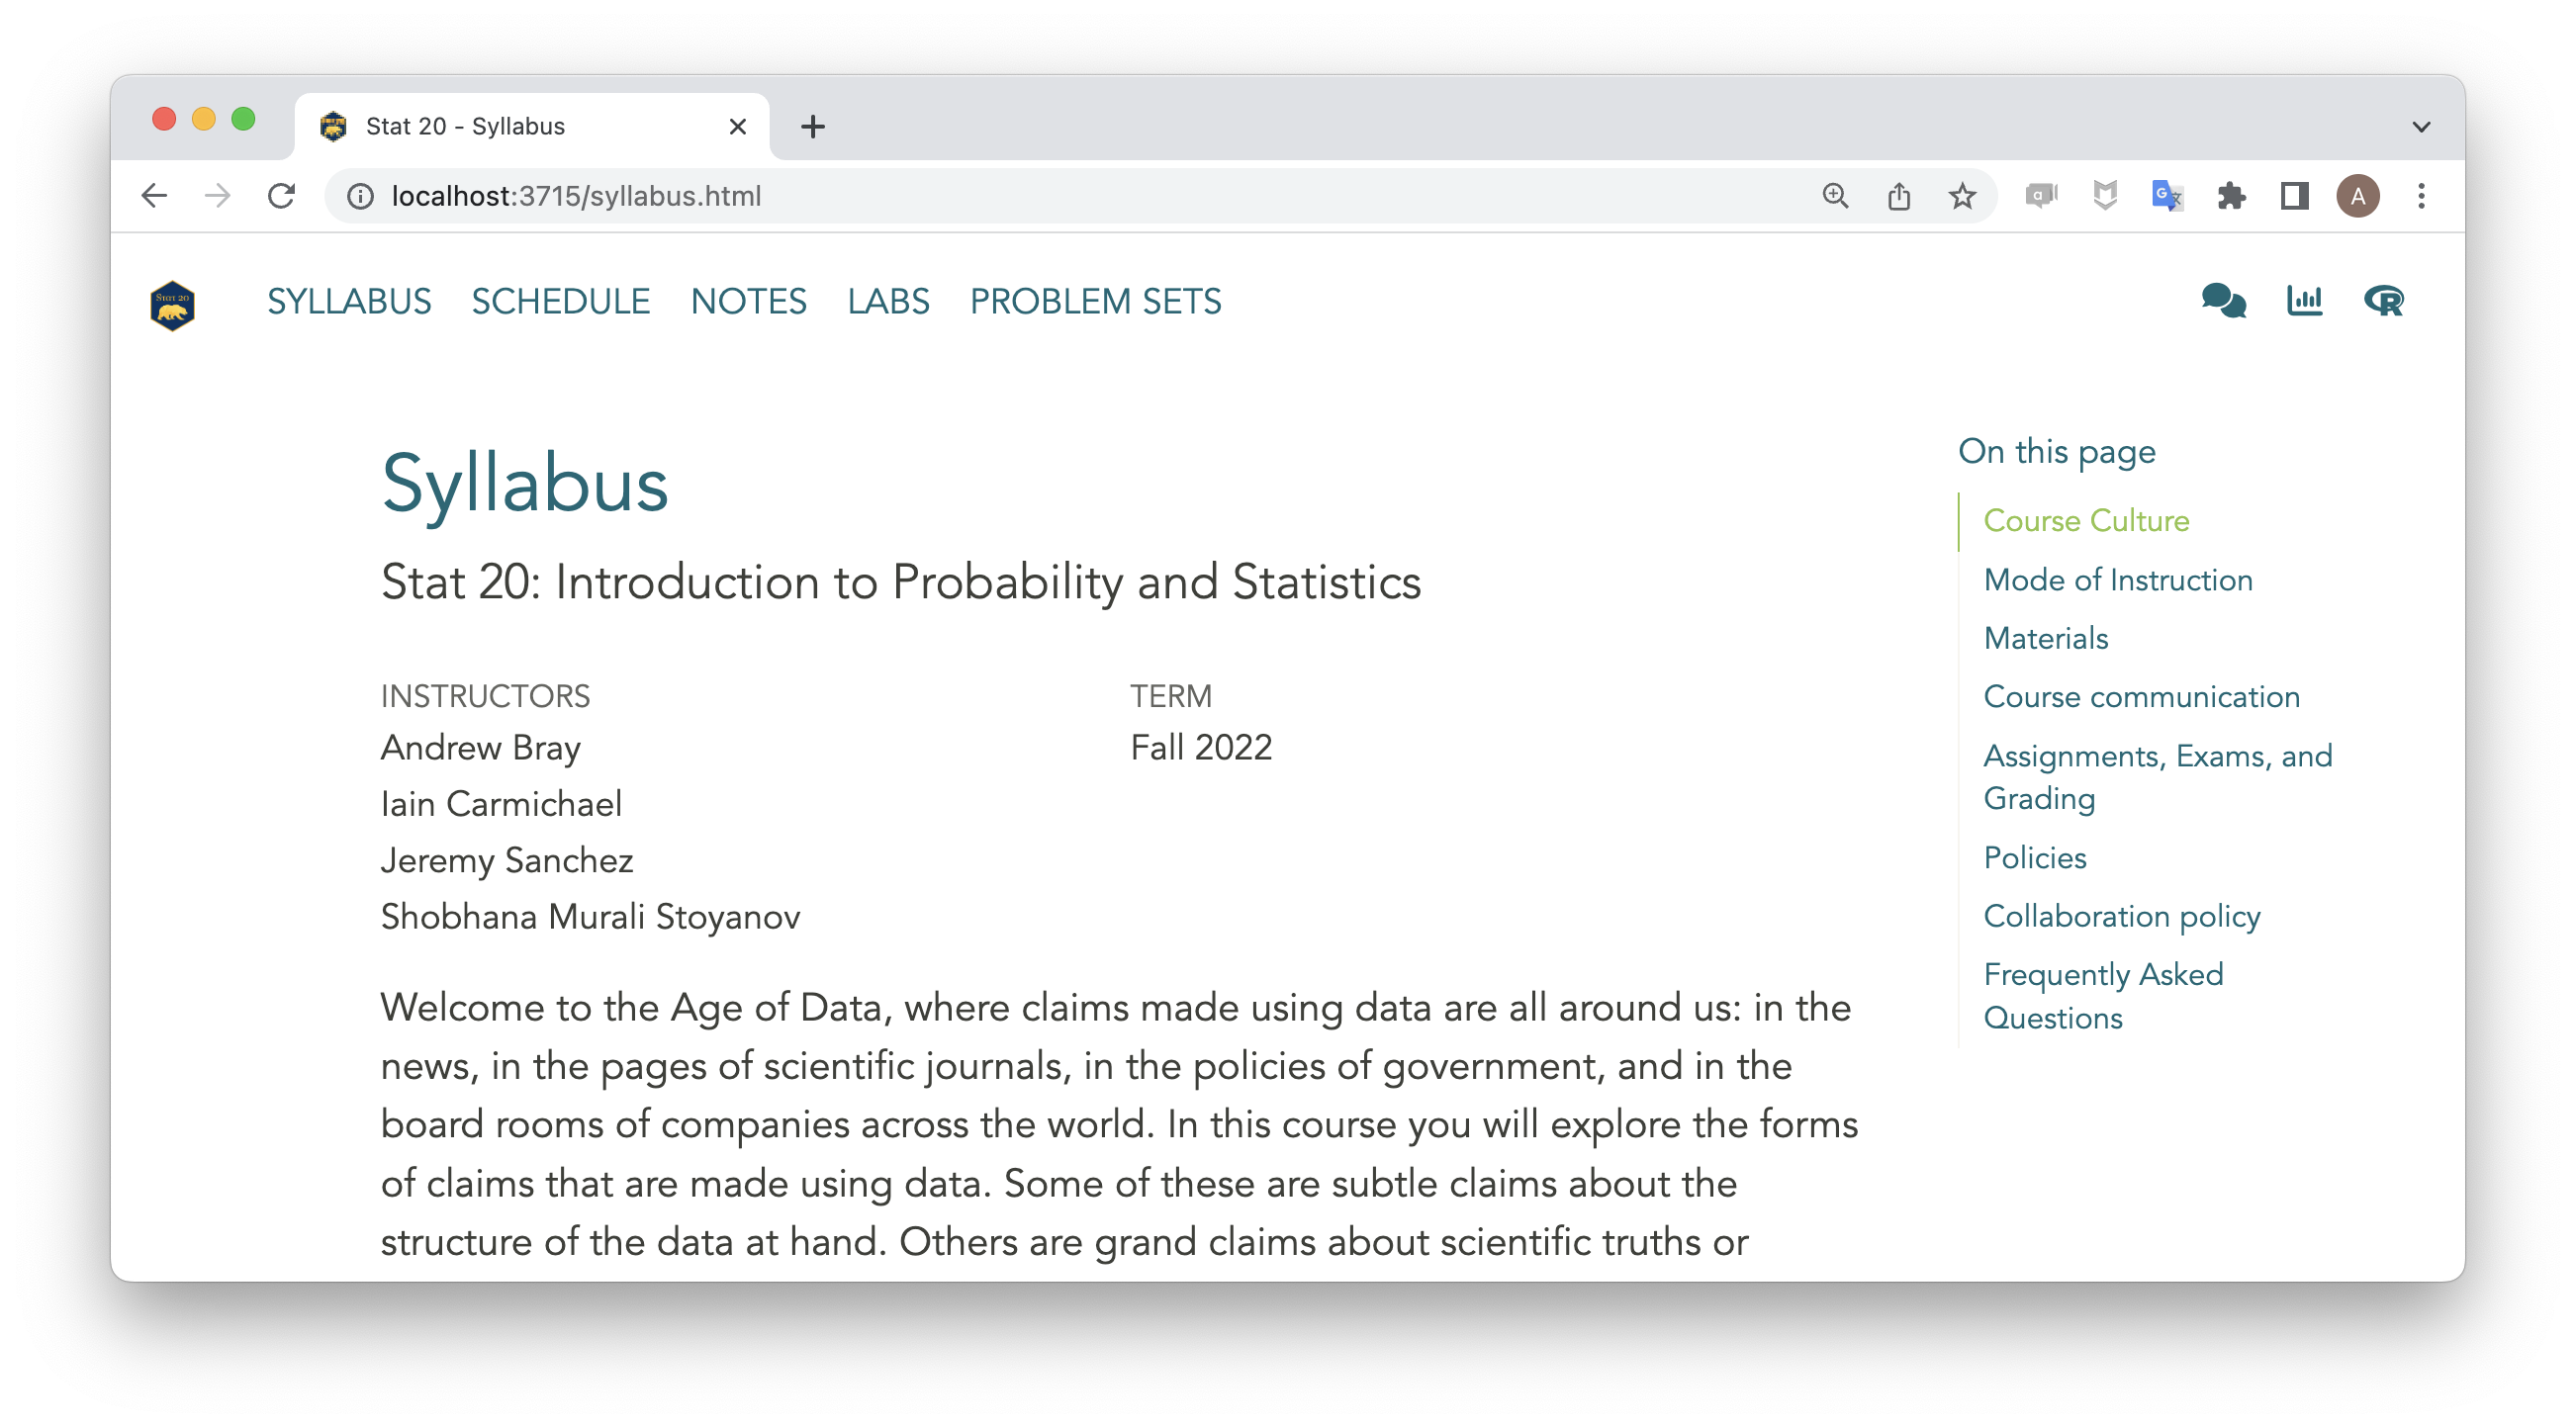 Stat 20 - Syllabus
localhost:3715/syllabus.html
A
STAT 20
SYLLABUS SCHEDULE NOTES LABS PROBLEM SETS
Syllabus
Stat 20: Introduction to Probability and Statistics
INSTRUCTORS
Andrew Bray
Iain Carmichael
Jeremy Sanchez
Shobhana Murali Stoyanov
TERM
Fall 2022
Welcome to the Age of Data, where claims made using data are all around us: in the
news, in the pages of scientific journals, in the policies of government, and in the
board rooms of companies across the world. In this course you will explore the forms
of claims that are made using data. Some of these are subtle claims about the
structure of the data at hand. Others are grand claims about scientific truths or
On this page
Course Culture
Mode of Instruction
Materials
Course communication
Assignments, Exams, and
Grading
Policies
Collaboration policy
Frequently Asked
Questions